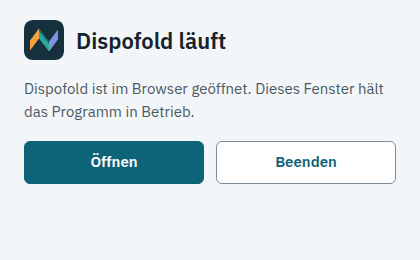 Dispofold läuft
Dispofold ist im Browser geöffnet. Dieses Fenster hält
das Programm in Betrieb.
Öffnen
Beenden